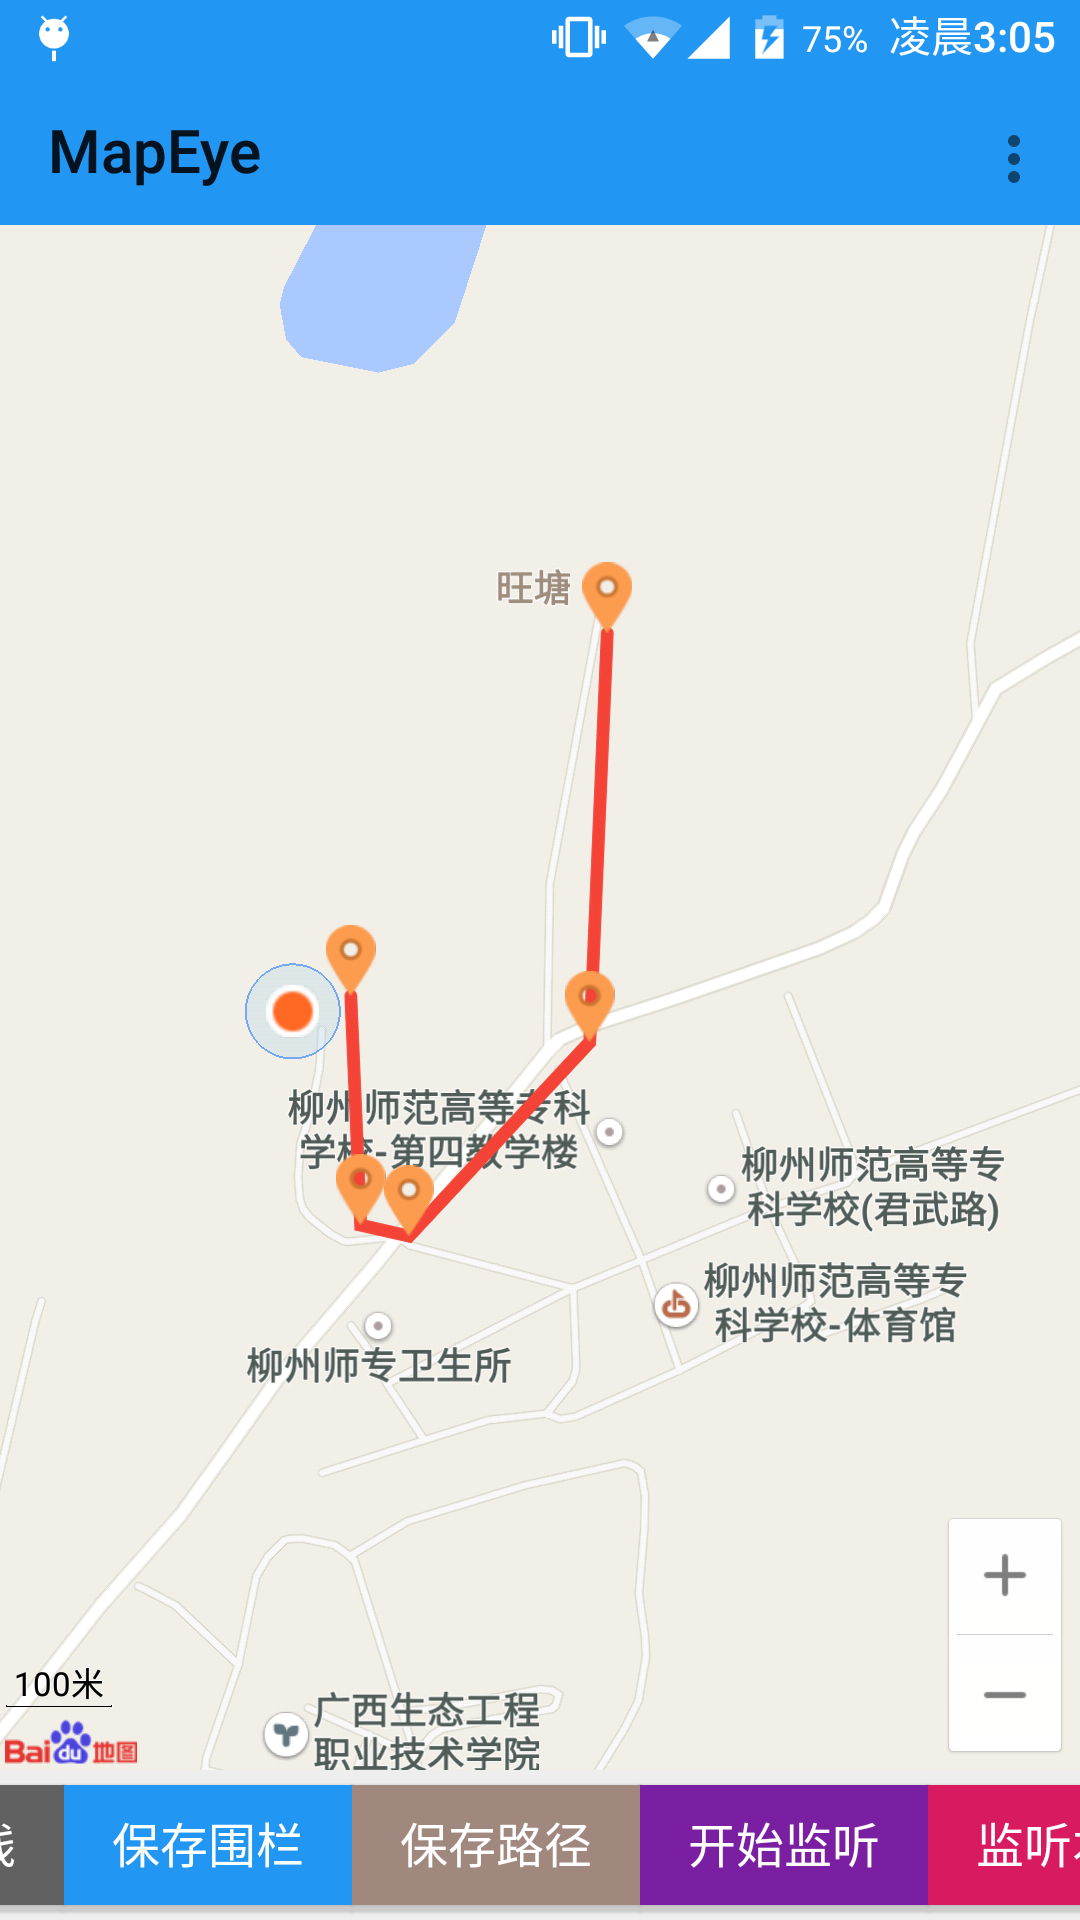 75% 凌晨3:05
MapEye
旺塘
柳州师范高等专科
学校-第四教学楼
柳州师范高等专
科学校(君武路)
柳州师范高等专
科学校-体育馆
柳州师专卫生所
100米
Bai du 地图
广西生态工程
职业技术学院
保存围栏 保存路径 开始监听 监听